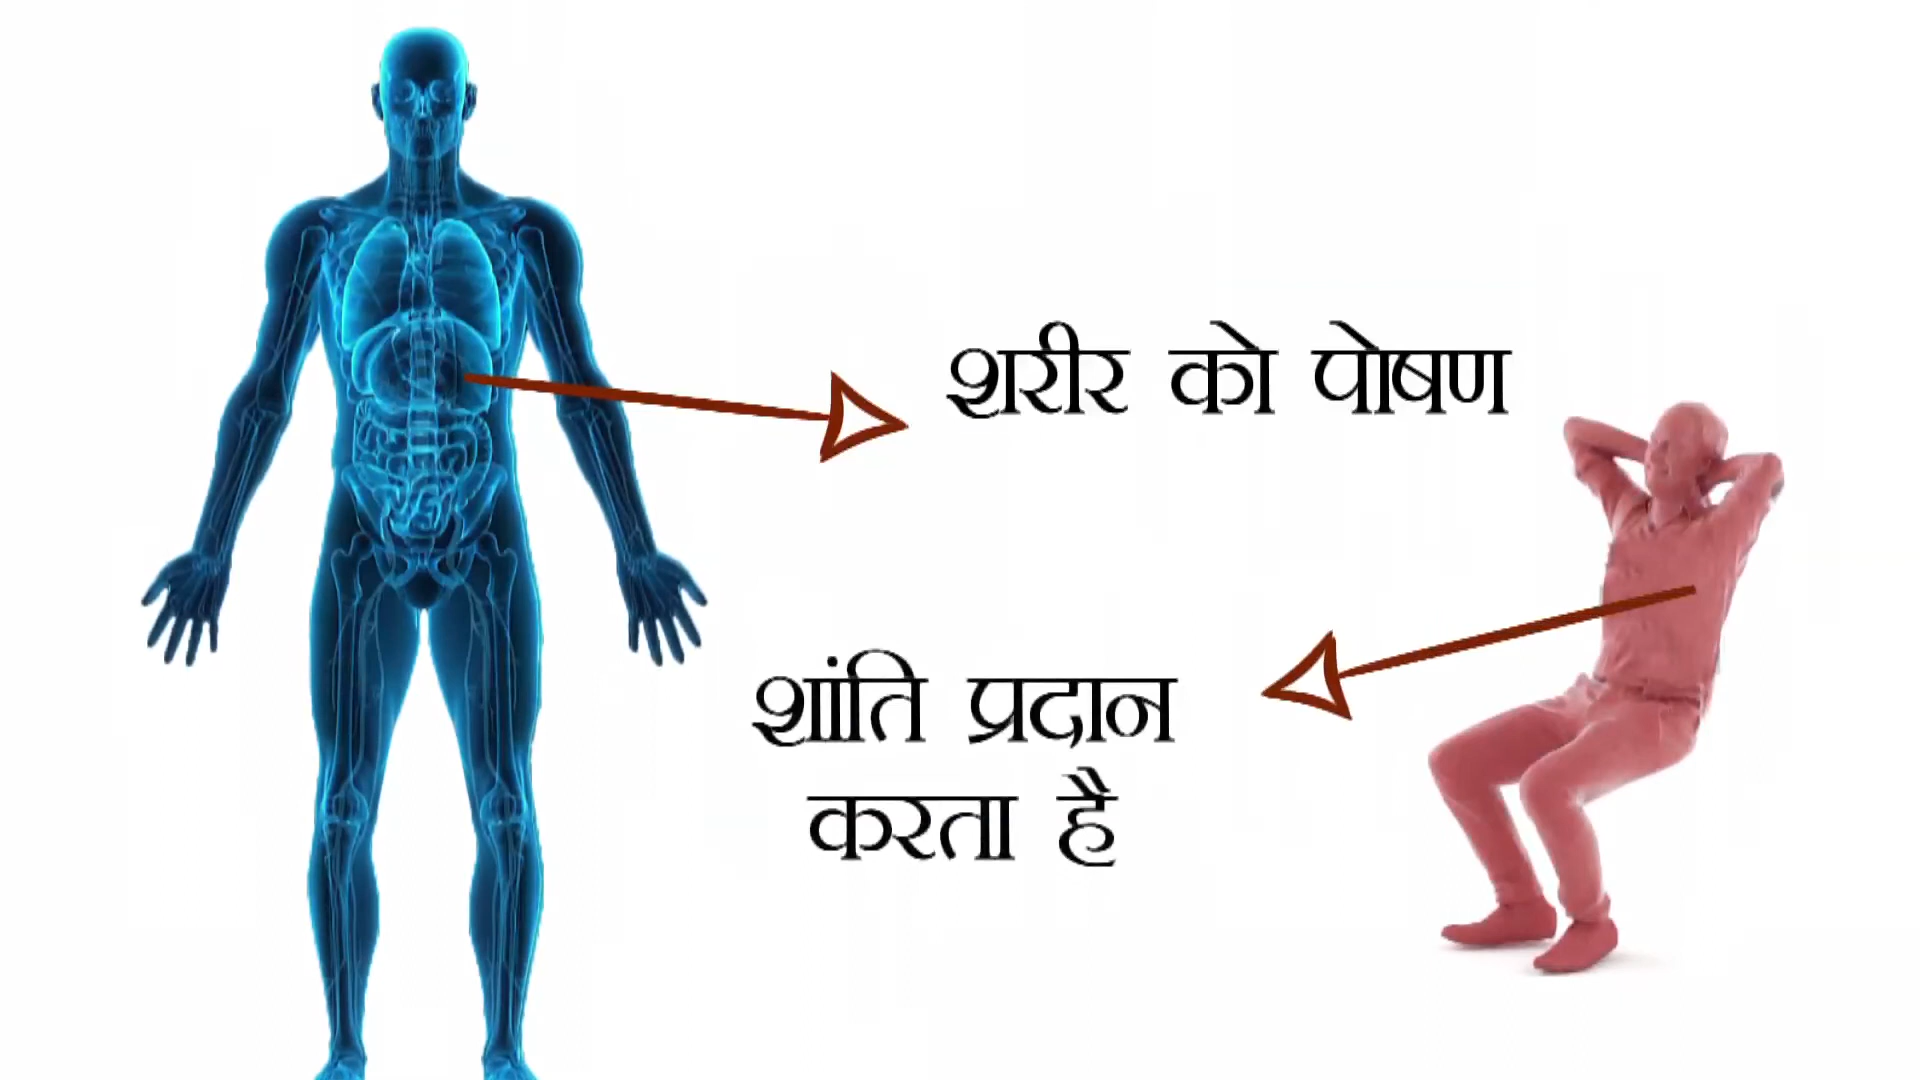 शरीर को पोषण
शांति प्रदान
करता है